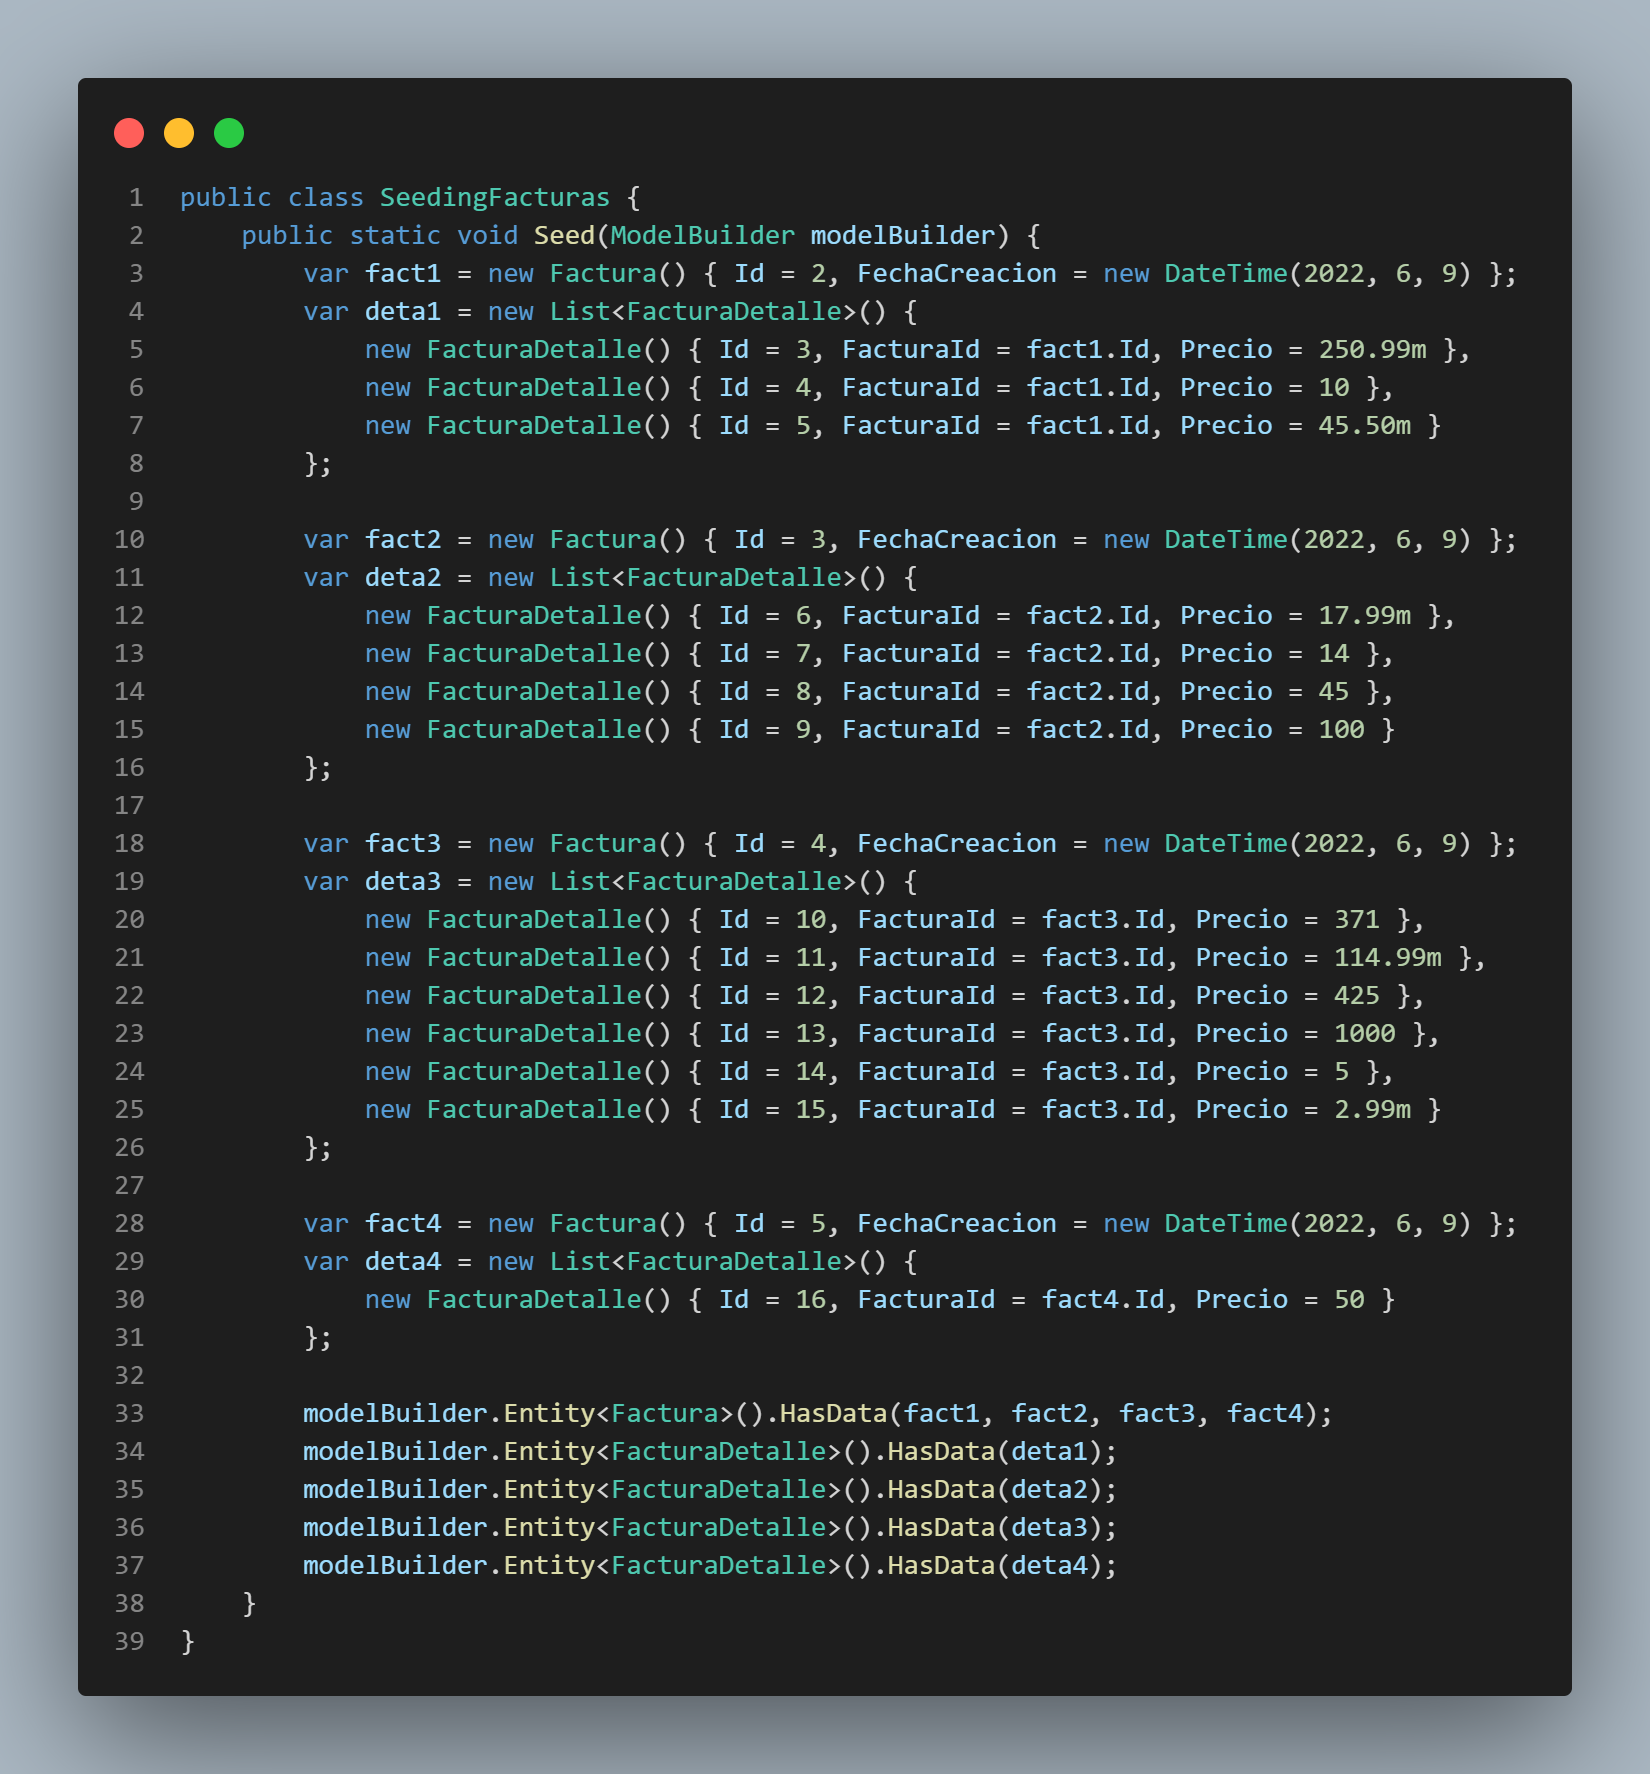 1 public class SeedingFacturas {
2     public static void Seed(ModelBuilder modelBuilder) {
3         var fact1 = new Factura() { Id = 2, FechaCreacion = new DateTime(2022, 6, 9) };
4         var deta1 = new List<FacturaDetalle>() {
5             new FacturaDetalle() { Id = 3, FacturaId = fact1.Id, Precio = 250.99m },
6             new FacturaDetalle() { Id = 4, FacturaId = fact1.Id, Precio = 10 },
7             new FacturaDetalle() { Id = 5, FacturaId = fact1.Id, Precio = 45.50m }
8         };
9
10         var fact2 = new Factura() { Id = 3, FechaCreacion = new DateTime(2022, 6, 9) };
11         var deta2 = new List<FacturaDetalle>() {
12             new FacturaDetalle() { Id = 6, FacturaId = fact2.Id, Precio = 17.99m },
13             new FacturaDetalle() { Id = 7, FacturaId = fact2.Id, Precio = 14 },
14             new FacturaDetalle() { Id = 8, FacturaId = fact2.Id, Precio = 45 },
15             new FacturaDetalle() { Id = 9, FacturaId = fact2.Id, Precio = 100 }
16         };
17
18         var fact3 = new Factura() { Id = 4, FechaCreacion = new DateTime(2022, 6, 9) };
19         var deta3 = new List<FacturaDetalle>() {
20             new FacturaDetalle() { Id = 10, FacturaId = fact3.Id, Precio = 371 },
21             new FacturaDetalle() { Id = 11, FacturaId = fact3.Id, Precio = 114.99m },
22             new FacturaDetalle() { Id = 12, FacturaId = fact3.Id, Precio = 425 },
23             new FacturaDetalle() { Id = 13, FacturaId = fact3.Id, Precio = 1000 },
24             new FacturaDetalle() { Id = 14, FacturaId = fact3.Id, Precio = 5 },
25             new FacturaDetalle() { Id = 15, FacturaId = fact3.Id, Precio = 2.99m }
26         };
27
28         var fact4 = new Factura() { Id = 5, FechaCreacion = new DateTime(2022, 6, 9) };
29         var deta4 = new List<FacturaDetalle>() {
30             new FacturaDetalle() { Id = 16, FacturaId = fact4.Id, Precio = 50 }
31         };
32
33         modelBuilder.Entity<Factura>().HasData(fact1, fact2, fact3, fact4);
34         modelBuilder.Entity<FacturaDetalle>().HasData(deta1);
35         modelBuilder.Entity<FacturaDetalle>().HasData(deta2);
36         modelBuilder.Entity<FacturaDetalle>().HasData(deta3);
37         modelBuilder.Entity<FacturaDetalle>().HasData(deta4);
38     }
39 }